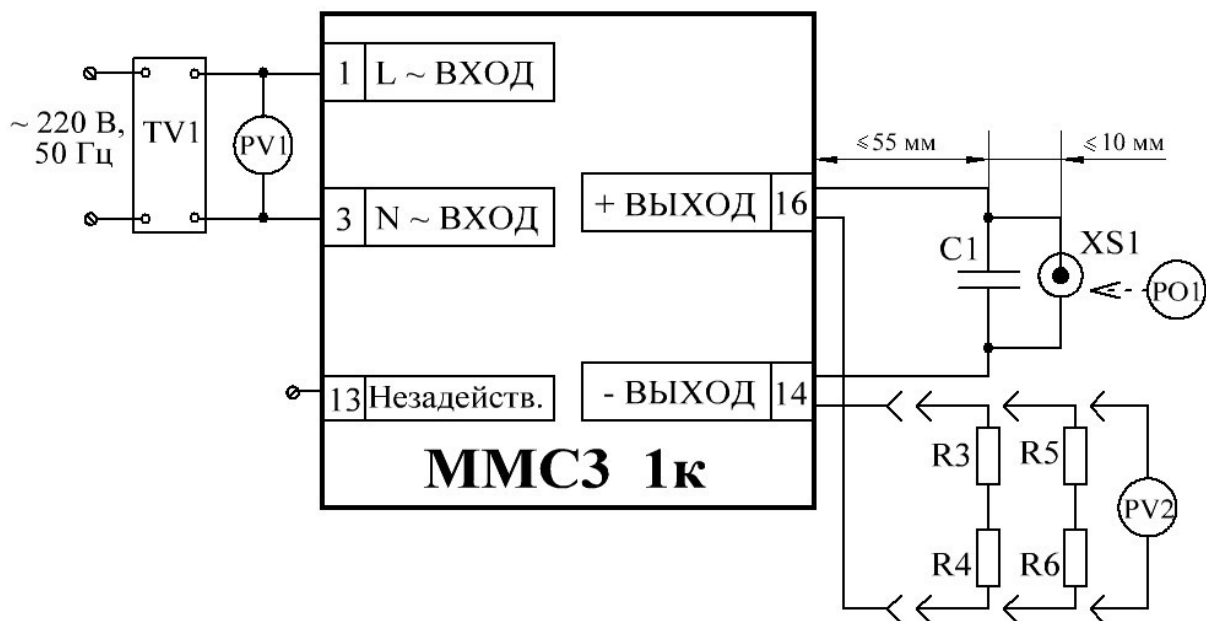 1 L ~ ВХОД
~ 220 В,
50 Гц
TV1
PV1
3 N ~ ВХОД
13 Незадейств.
+ ВЫХОД 16
- ВЫХОД 14
ММС3 1к
⩽55 мм
⩽10 мм
C1
XS1
PO1
R3
R5
R4
R6
PV2